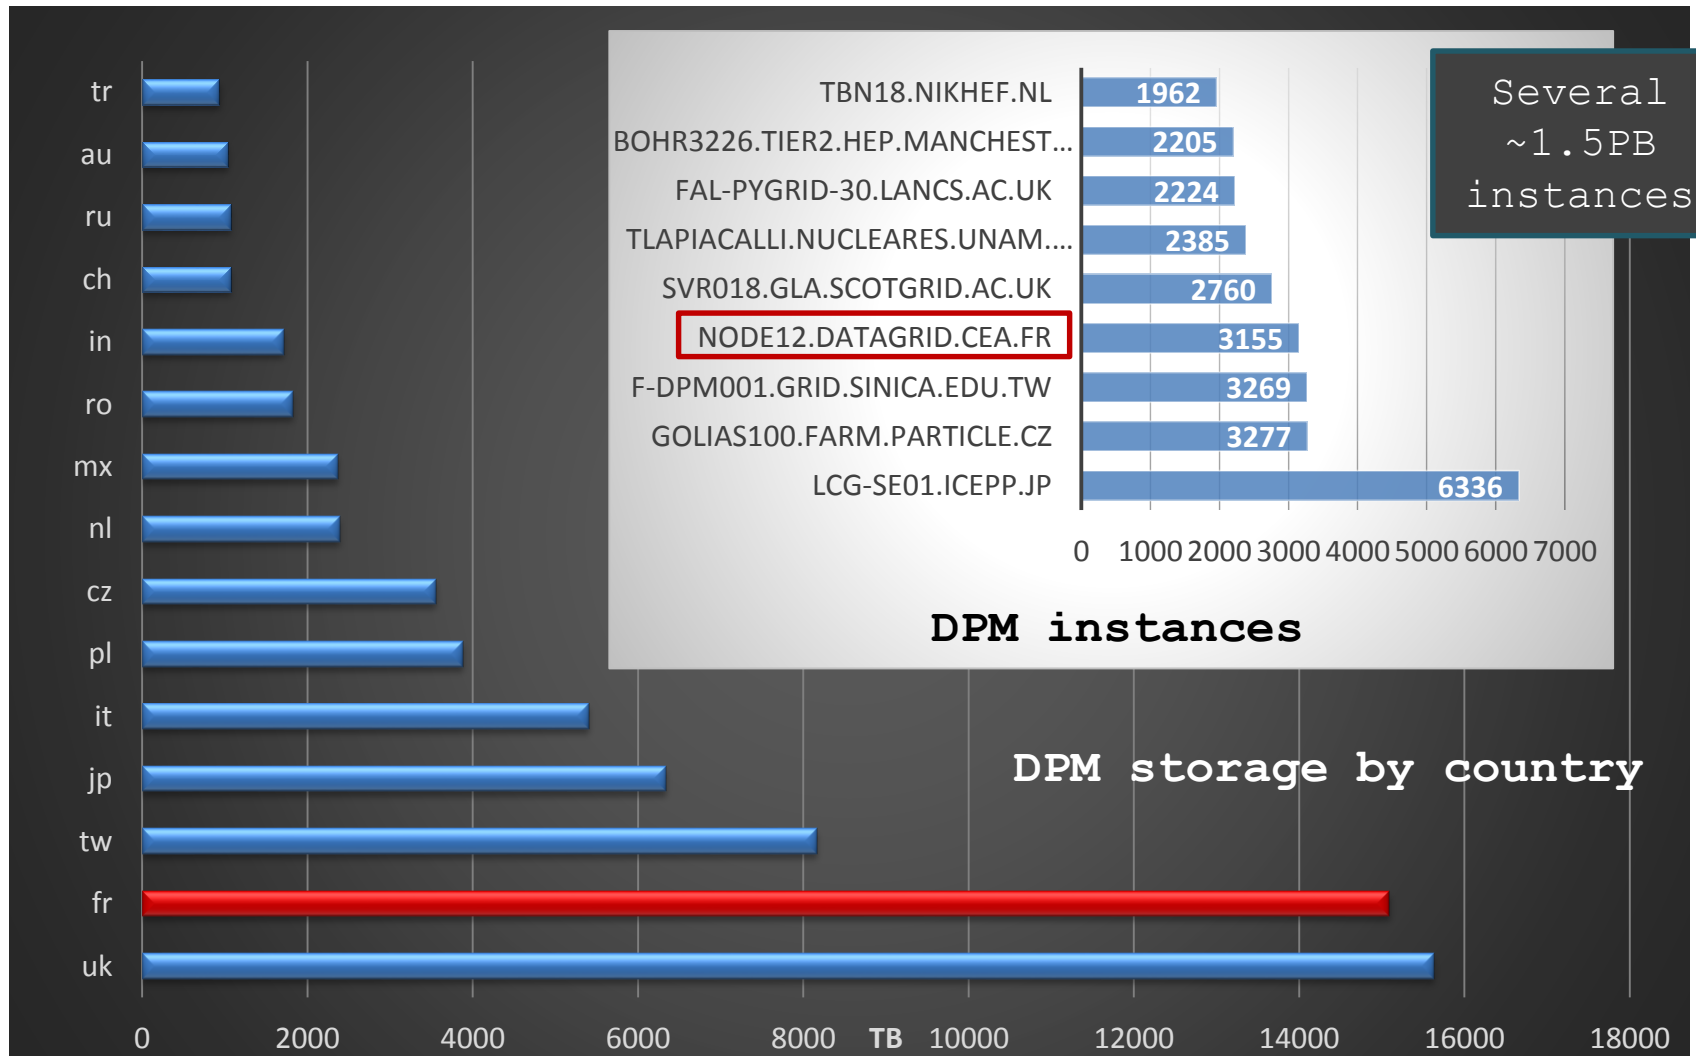 TBN18.NIKHEF.NL 1962
BOHR3226.TIER2.HEP.MANCHEST... 2205
FAL-PYGRID-30.LANCS.AC.UK 2224
TLAPIACALLI.NUCLEARES.UNAM.... 2385
SVR018.GLA.SCOTGRID.AC.UK 2760
NODE12.DATAGRID.CEA.FR 3155
F-DPM001.GRID.SINICA.EDU.TW 3269
GOLIAS100.FARM.PARTICLE.CZ 3277
LCG-SE01.ICEPP.JP 6336
0 1000 2000 3000 4000 5000 6000 7000
DPM instances
Several
~1.5PB
instances
DPM storage by country
tr
au
ru
ch
in
ro
mx
nl
cz
pl
it
jp
tw
fr
uk
0 2000 4000 6000 8000 TB 10000 12000 14000 16000 18000